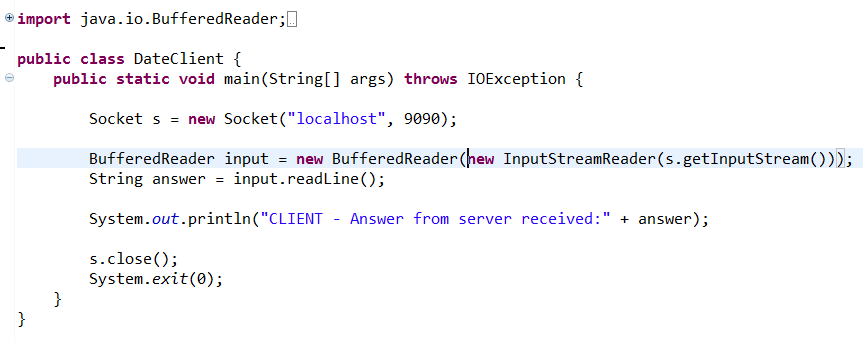 import java.io.BufferedReader;
public class DateClient {
public static void main(String[] args) throws IOException {
Socket s = new Socket("localhost", 9090);
BufferedReader input = new BufferedReader(new InputStreamReader(s.getInputStream()));
String answer = input.readLine();
System.out.println("CLIENT - Answer from server received:" + answer);
s.close();
System.exit(0);
}
}